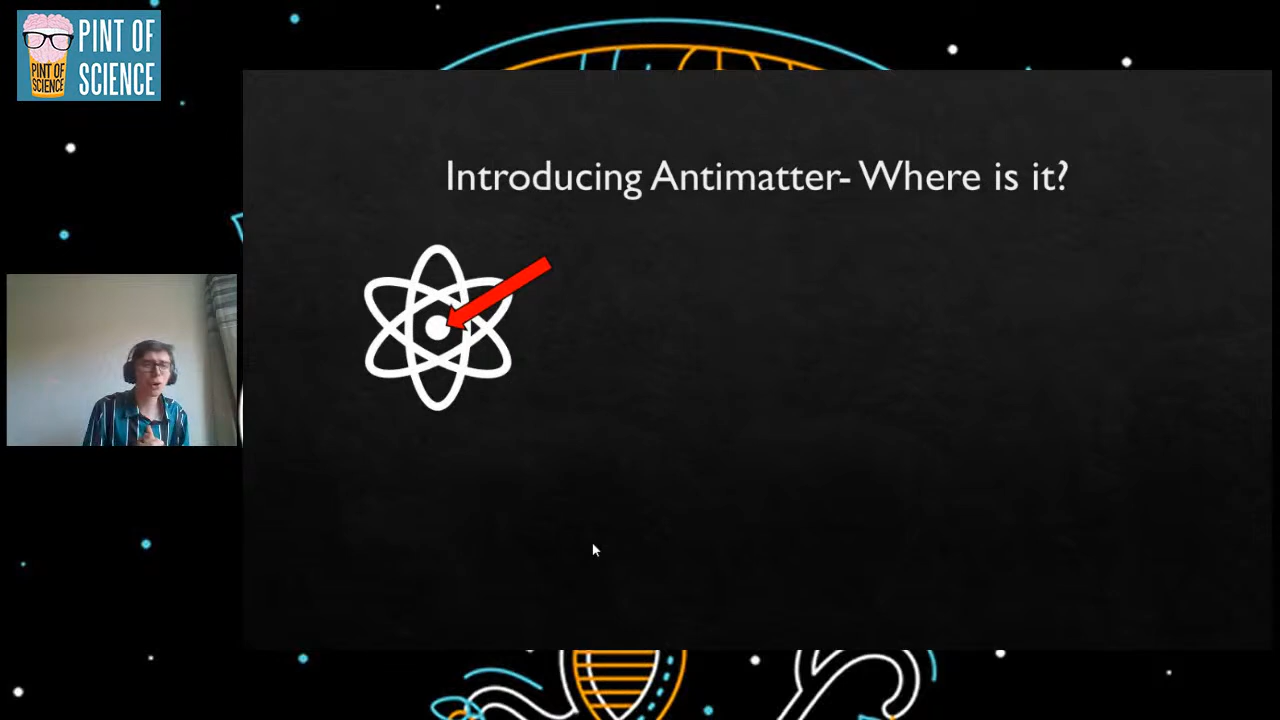 PINT OF
SCIENCE
PINT OF
SCIENCE
Introducing Antimatter- Where is it?